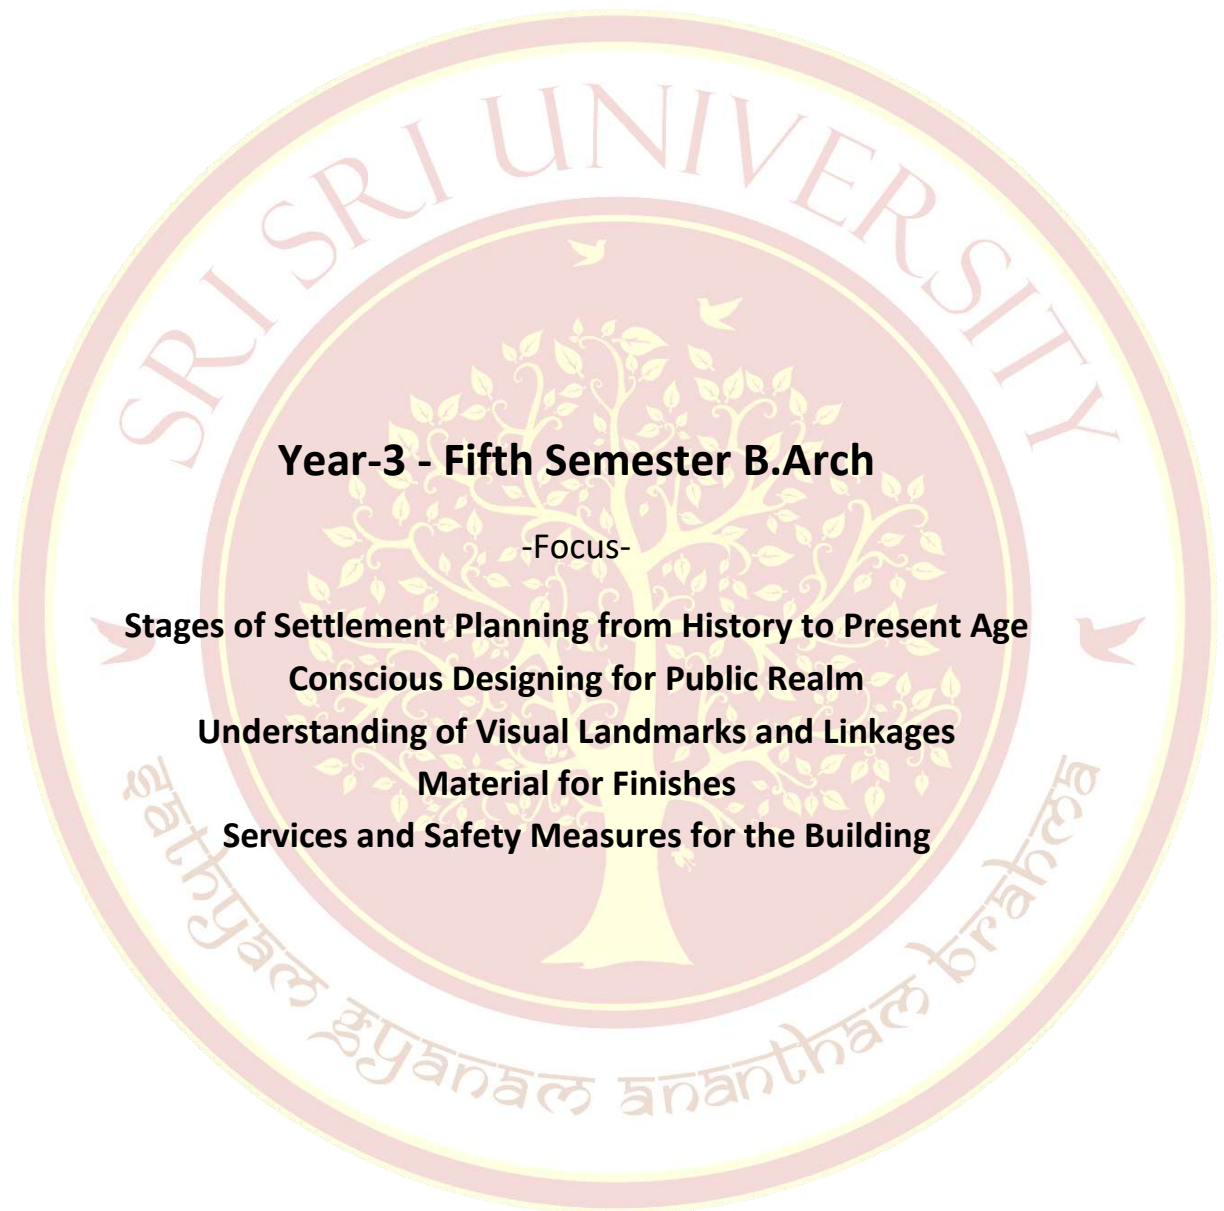 SRI SRI UNIVERSITY
Year-3 - Fifth Semester B.Arch
-Focus-
Stages of Settlement Planning from History to Present Age
Conscious Designing for Public Realm
Understanding of Visual Landmarks and Linkages
Material for Finishes
Services and Safety Measures for the Building
sathyam gyanam anantham brahma